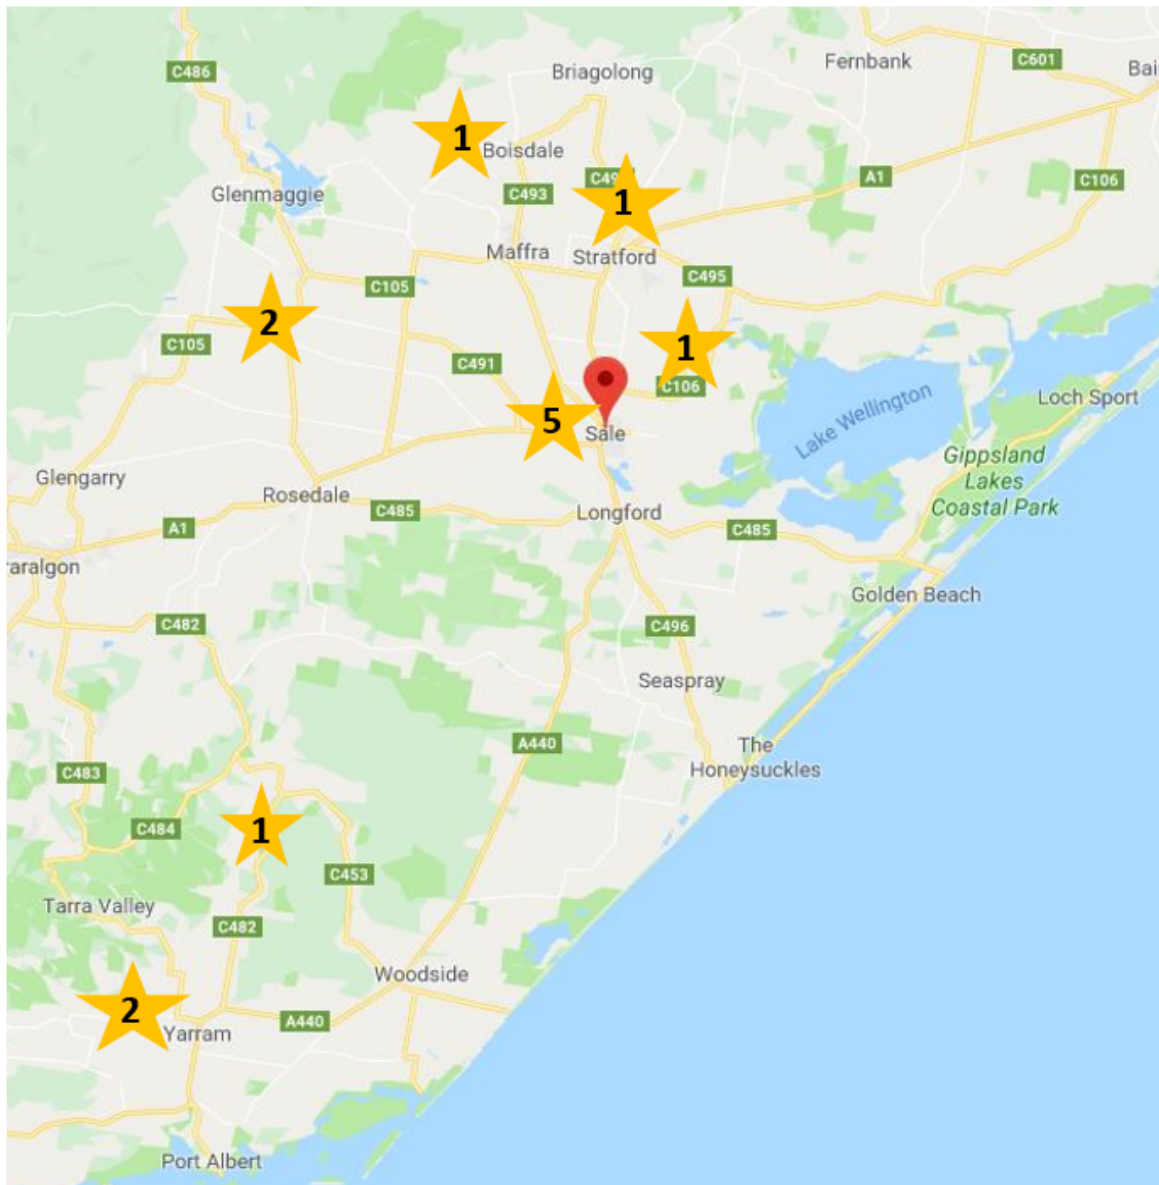 C486
Briagolong
Fernbank
C601
Bai
1
Boisdale
C49
A1
C106
Glenmaggie
C493
1
Maffra
Stratford
C495
C105
2
C105
1
C491
C106
Lake Wellington
Loch Sport
5
Sale
Gippsland
Lakes
Coastal Park
Glengarry
Rosedale
C485
Longford
A1
C485
raralgon
Golden Beach
C482
C496
Seaspray
A440
The
Honeysuckles
C483
C484
1
C453
Tarra Valley
C482
Woodside
2
A440
Yarram
Port Albert